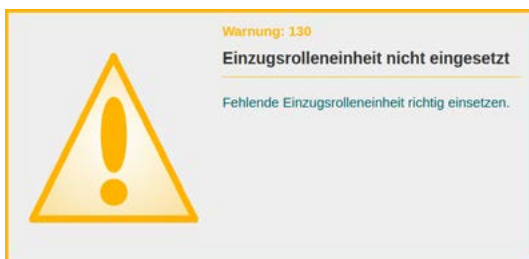 Warnung: 130
Einzugsrolleneinheit nicht eingesetzt
Fehlende Einzugsrolleneinheit richtig einsetzen.